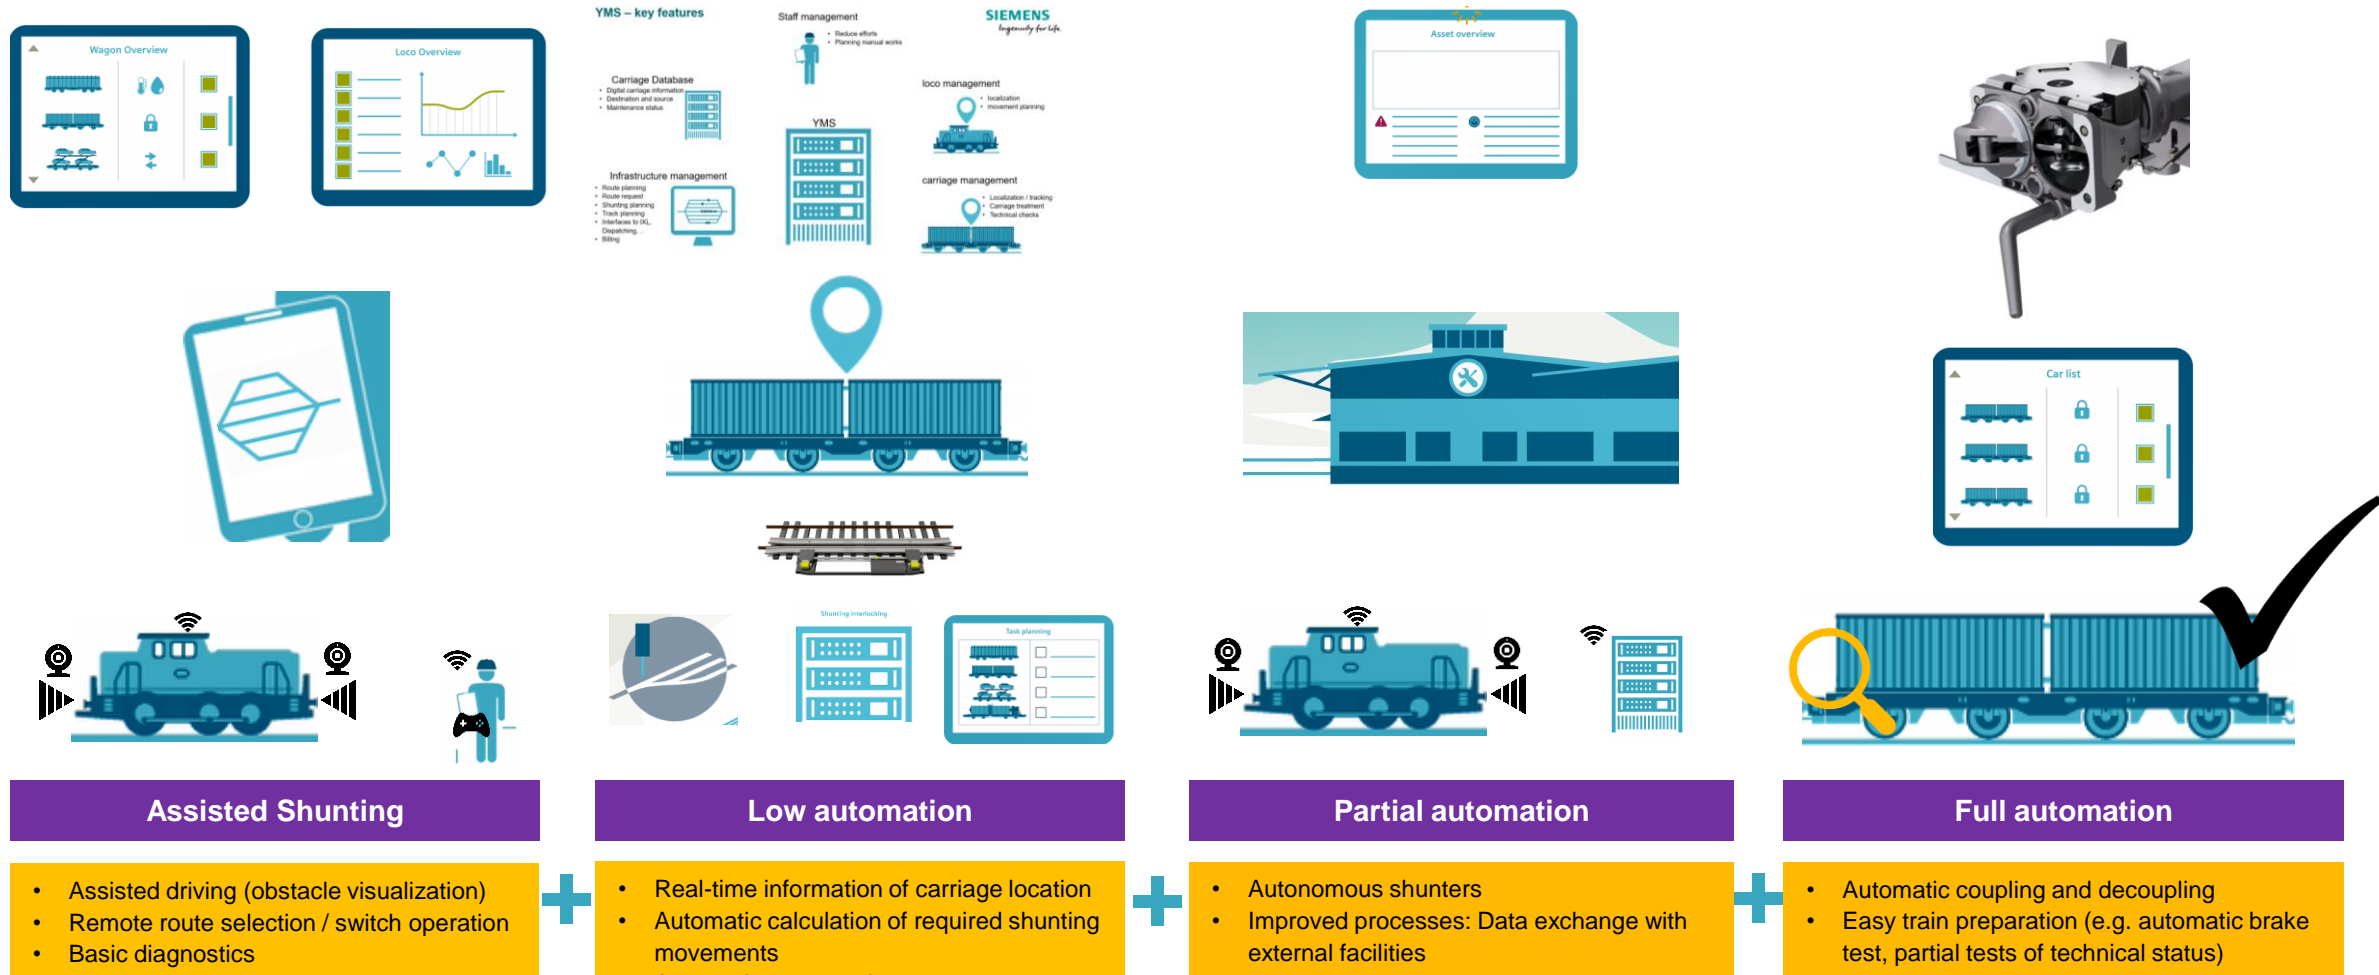 Wagon Overview
Loco Overview
YMS – key features
SIEMENS
Ingenuity for life
Staff management
• Reduce efforts
• Planning manual works
Carriage Database
• Digital carriage information
• Destination and source
• Maintenance status
YMS
loco management
• localization
• movement planning
Infrastructure management
• Route planning
• Route request
• Shunting planning
• Track planning
• Interfaces to IXL,
Dispatching, ..
• Billing
carriage management
• Localization / tracking
• Carriage treatment
• Technical checks
Asset overview
Car list
Shunting interlocking
Task planning
Assisted Shunting
• Assisted driving (obstacle visualization)
• Remote route selection / switch operation
• Basic diagnostics
Low automation
• Real-time information of carriage location
• Automatic calculation of required shunting
movements
Partial automation
• Autonomous shunters
• Improved processes: Data exchange with
external facilities
Full automation
• Automatic coupling and decoupling
• Easy train preparation (e.g. automatic brake
test, partial tests of technical status)